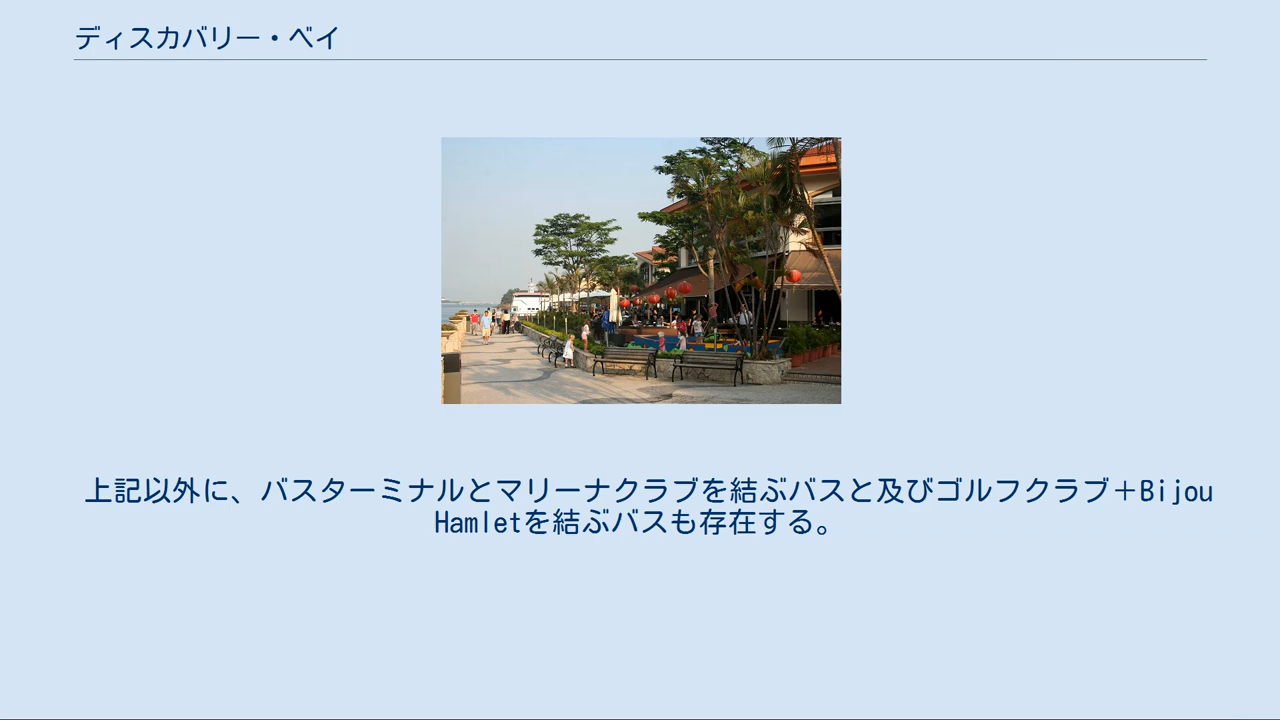 ディスカバリー・ベイ
上記以外に、バスターミナルとマリーナクラブを結ぶバスと及びゴルフクラブ＋Bijou
Hamletを結ぶバスも存在する。